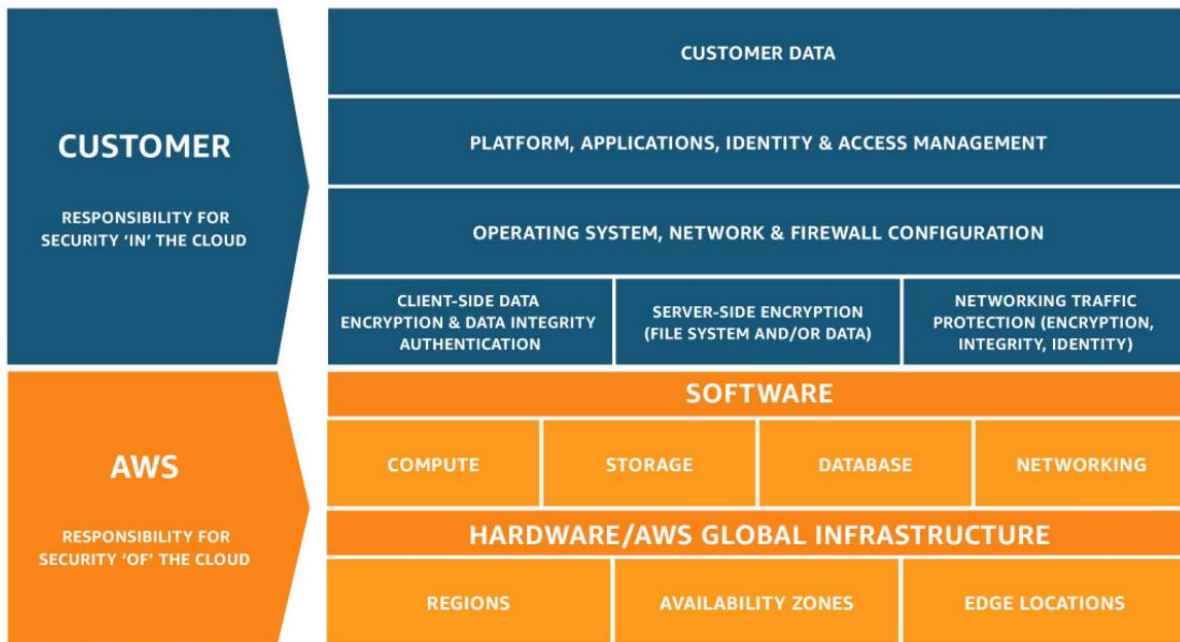 CUSTOMER
RESPONSIBILITY FOR
SECURITY ‘IN’ THE CLOUD
CUSTOMER DATA
PLATFORM, APPLICATIONS, IDENTITY & ACCESS MANAGEMENT
OPERATING SYSTEM, NETWORK & FIREWALL CONFIGURATION
CLIENT-SIDE DATA
ENCRYPTION & DATA INTEGRITY
AUTHENTICATION
SERVER-SIDE ENCRYPTION
(FILE SYSTEM AND/OR DATA)
NETWORKING TRAFFIC
PROTECTION (ENCRYPTION,
INTEGRITY, IDENTITY)
AWS
RESPONSIBILITY FOR
SECURITY ‘OF’ THE CLOUD
SOFTWARE
COMPUTE
STORAGE
DATABASE
NETWORKING
HARDWARE/AWS GLOBAL INFRASTRUCTURE
REGIONS
AVAILABILITY ZONES
EDGE LOCATIONS